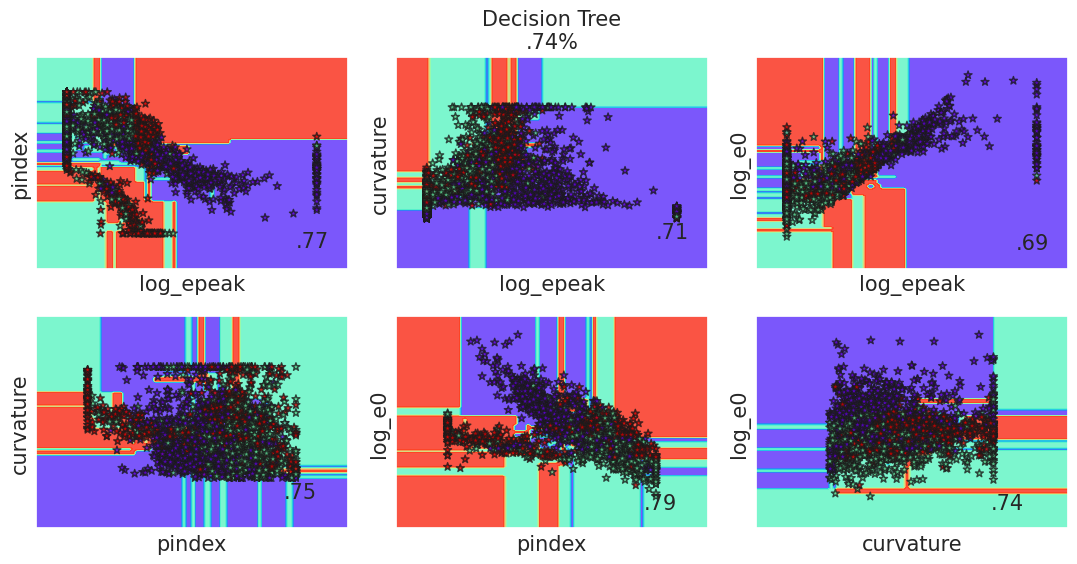 Decision Tree
.74%
pindex
.77
log_epeak
curvature
.71
log_epeak
log_e0
.69
log_epeak
curvature
.75
pindex
log_e0
.79
pindex
log_e0
.74
curvature